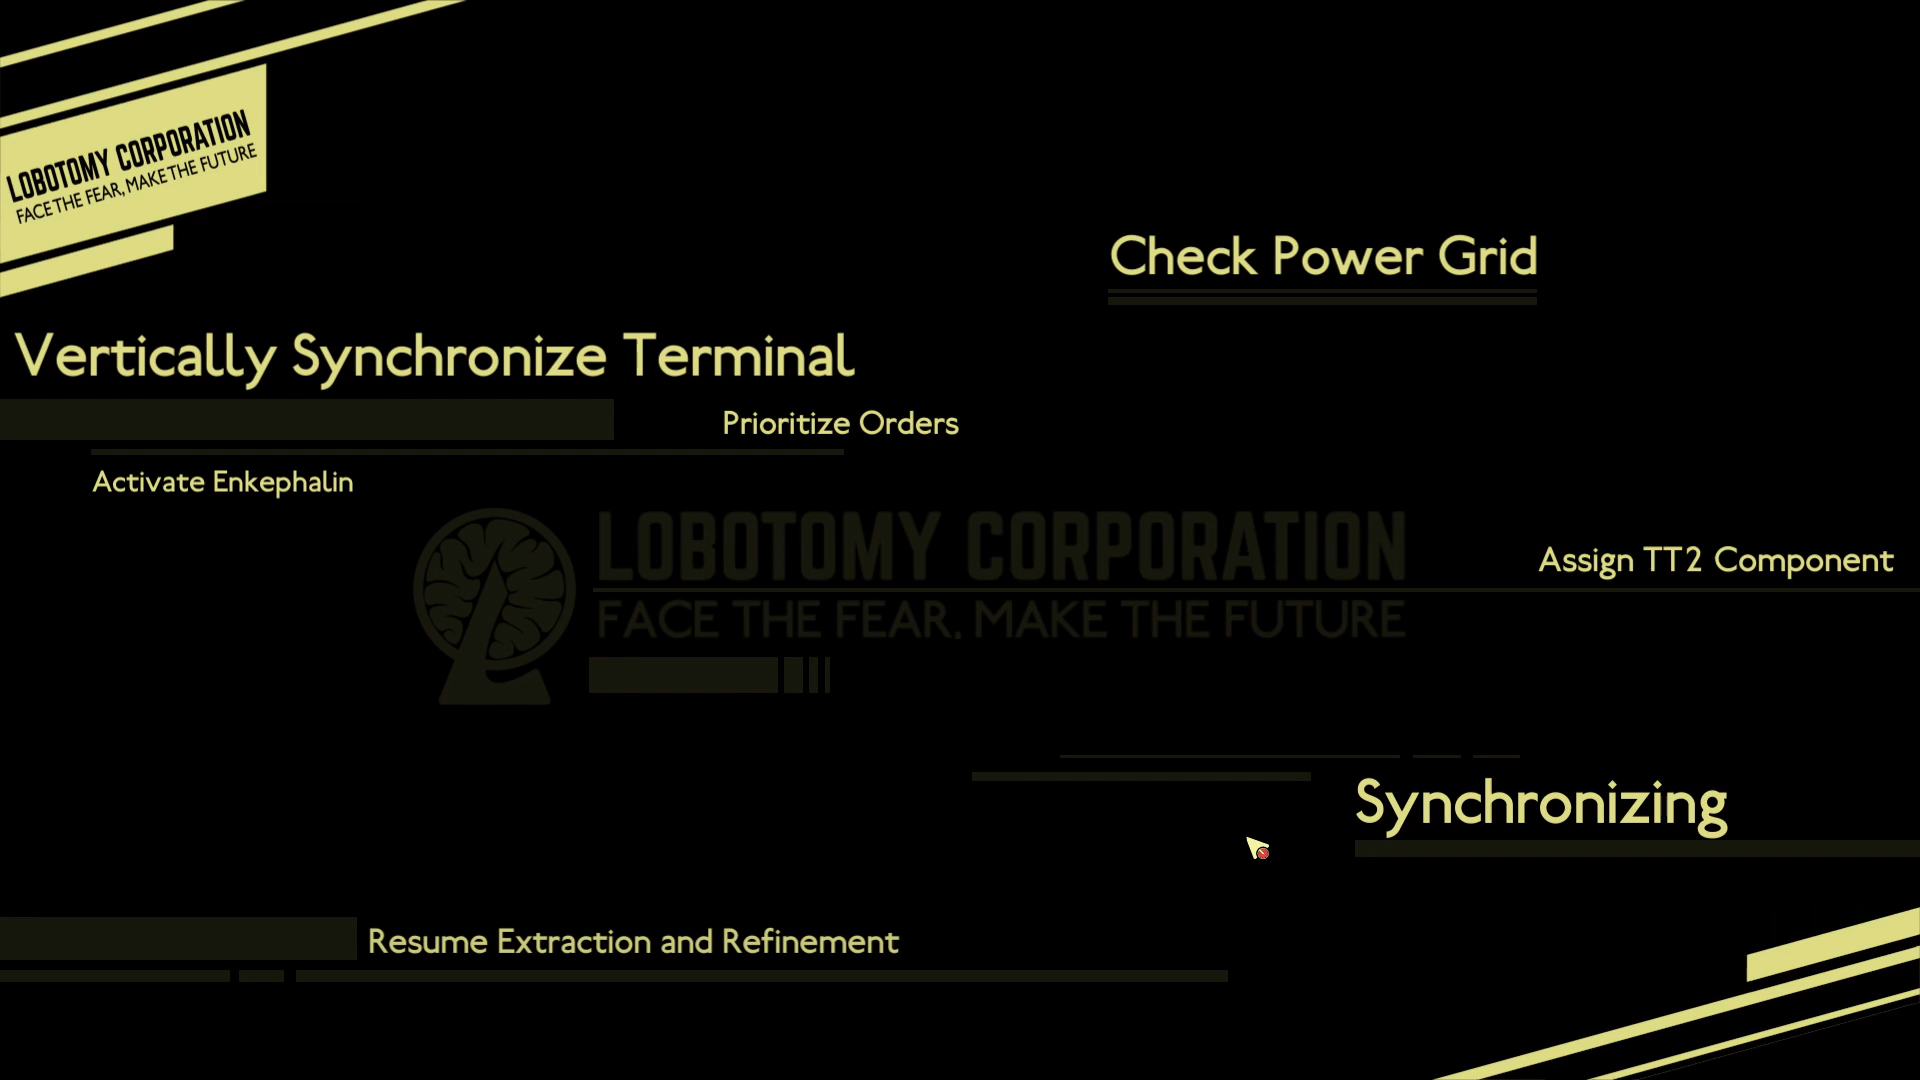 LOBOTOMY CORPORATION
FACE THE FEAR, MAKE THE FUTURE
Check Power Grid
Vertically Synchronize Terminal
Prioritize Orders
Activate Enkephalin
LOBOTOMY CORPORATION
FACE THE FEAR, MAKE THE FUTURE
Assign TT2 Component
Synchronizing
Resume Extraction and Refinement